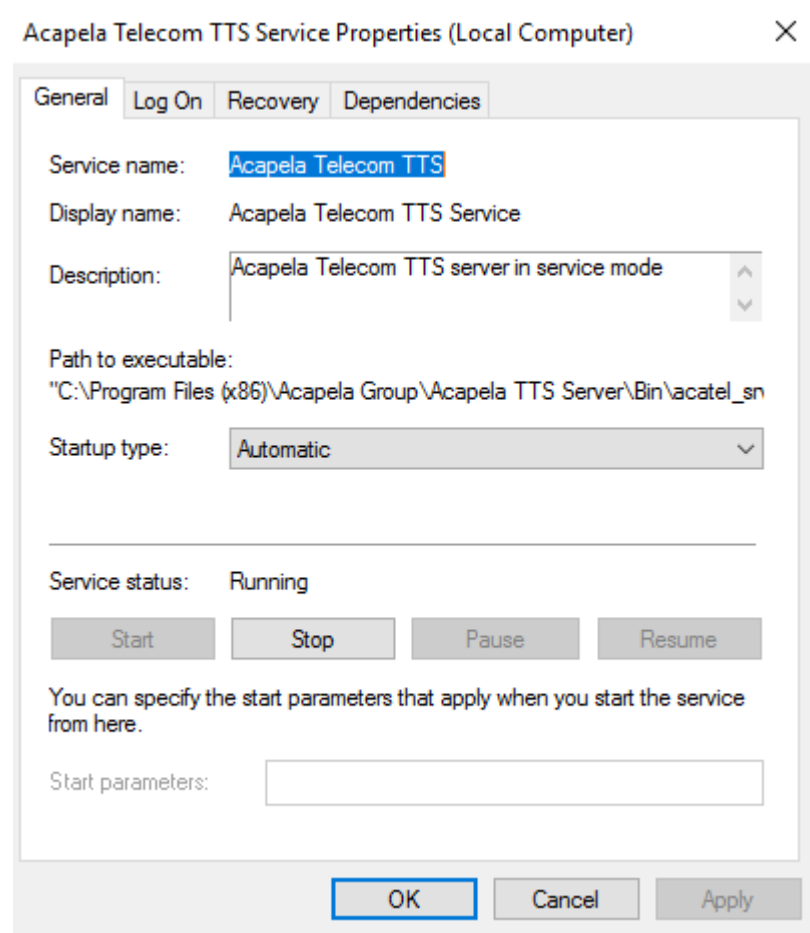 Acapela Telecom TTS Service Properties (Local Computer)
General Log On Recovery Dependencies
Service name: Acapela Telecom TTS
Display name: Acapela Telecom TTS Service
Description: Acapela Telecom TTS server in service mode
Path to executable:
"C:\Program Files (x86)\Acapela Group\Acapela TTS Server\Bin\acatel_srv
Startup type: Automatic
Service status: Running
Start Stop Pause Resume
You can specify the start parameters that apply when you start the service
from here.
Start parameters:
OK Cancel Apply